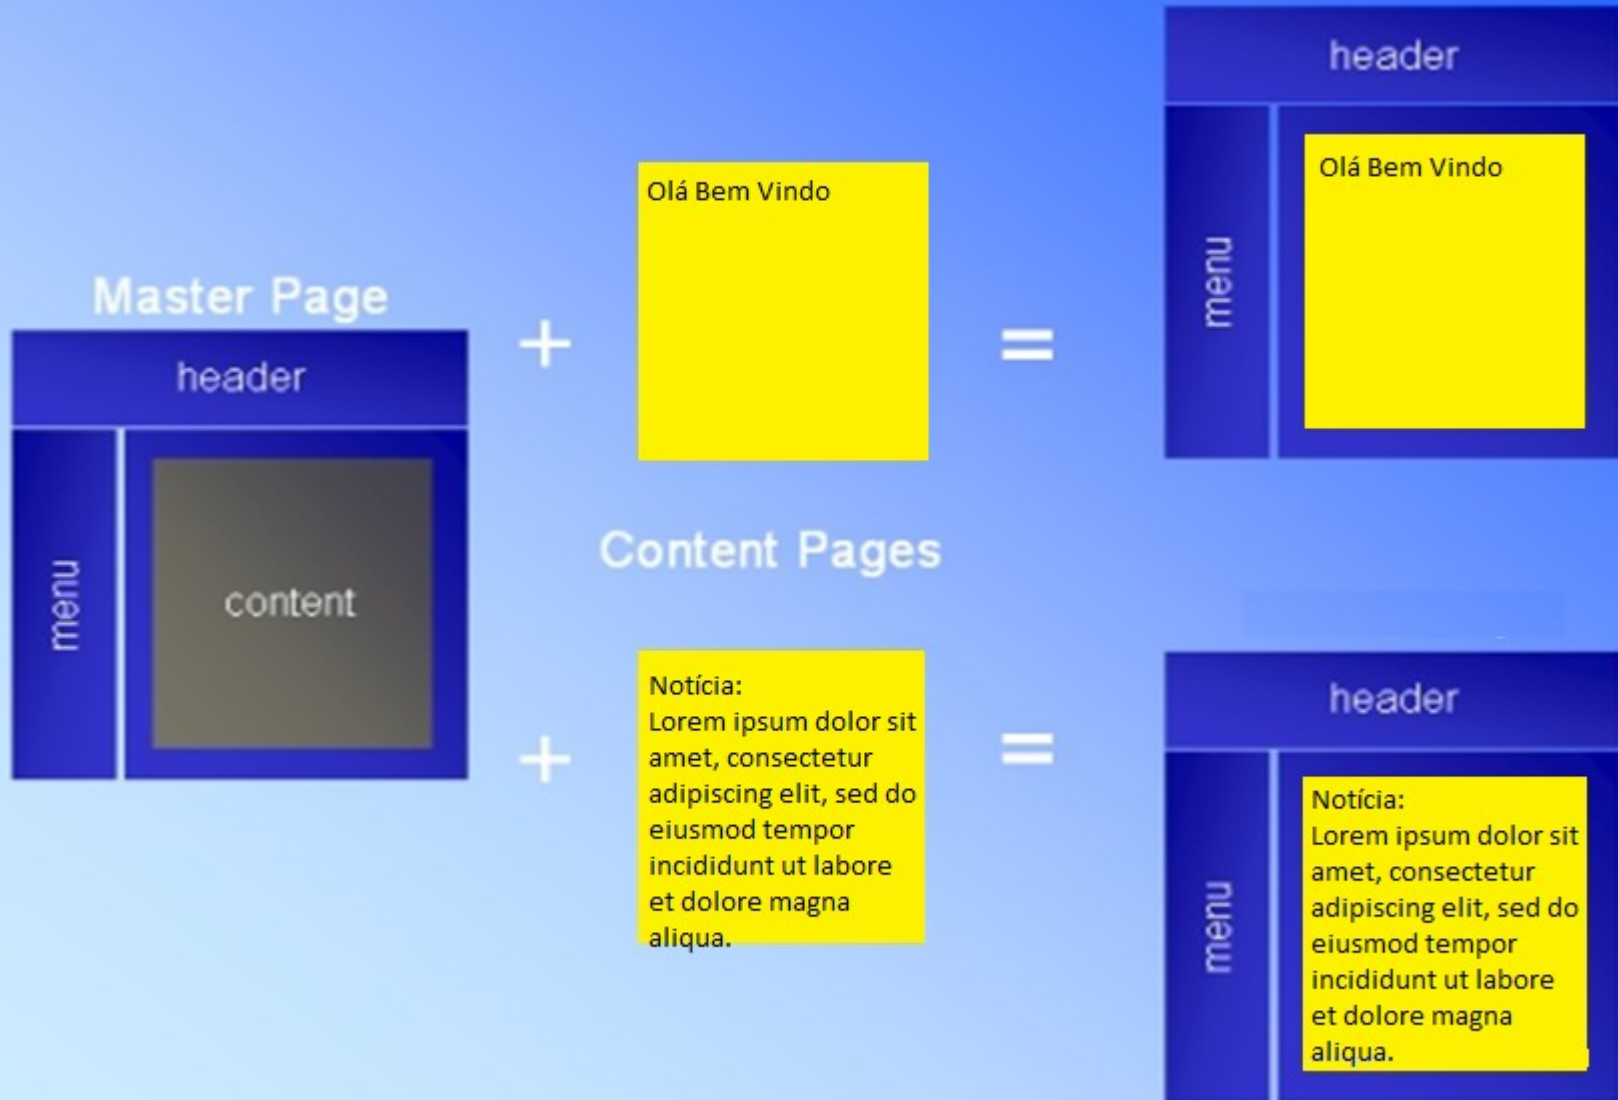 Master Page
header
menu
content
+
Olá Bem Vindo
=
header
menu
Olá Bem Vindo
Content Pages
+
Notícia:
Lorem ipsum dolor sit
amet, consectetur
adipiscing elit, sed do
eiusmod tempor
incididunt ut labore
et dolore magna
aliqua.
=
header
menu
Notícia:
Lorem ipsum dolor sit
amet, consectetur
adipiscing elit, sed do
eiusmod tempor
incididunt ut labore
et dolore magna
aliqua.